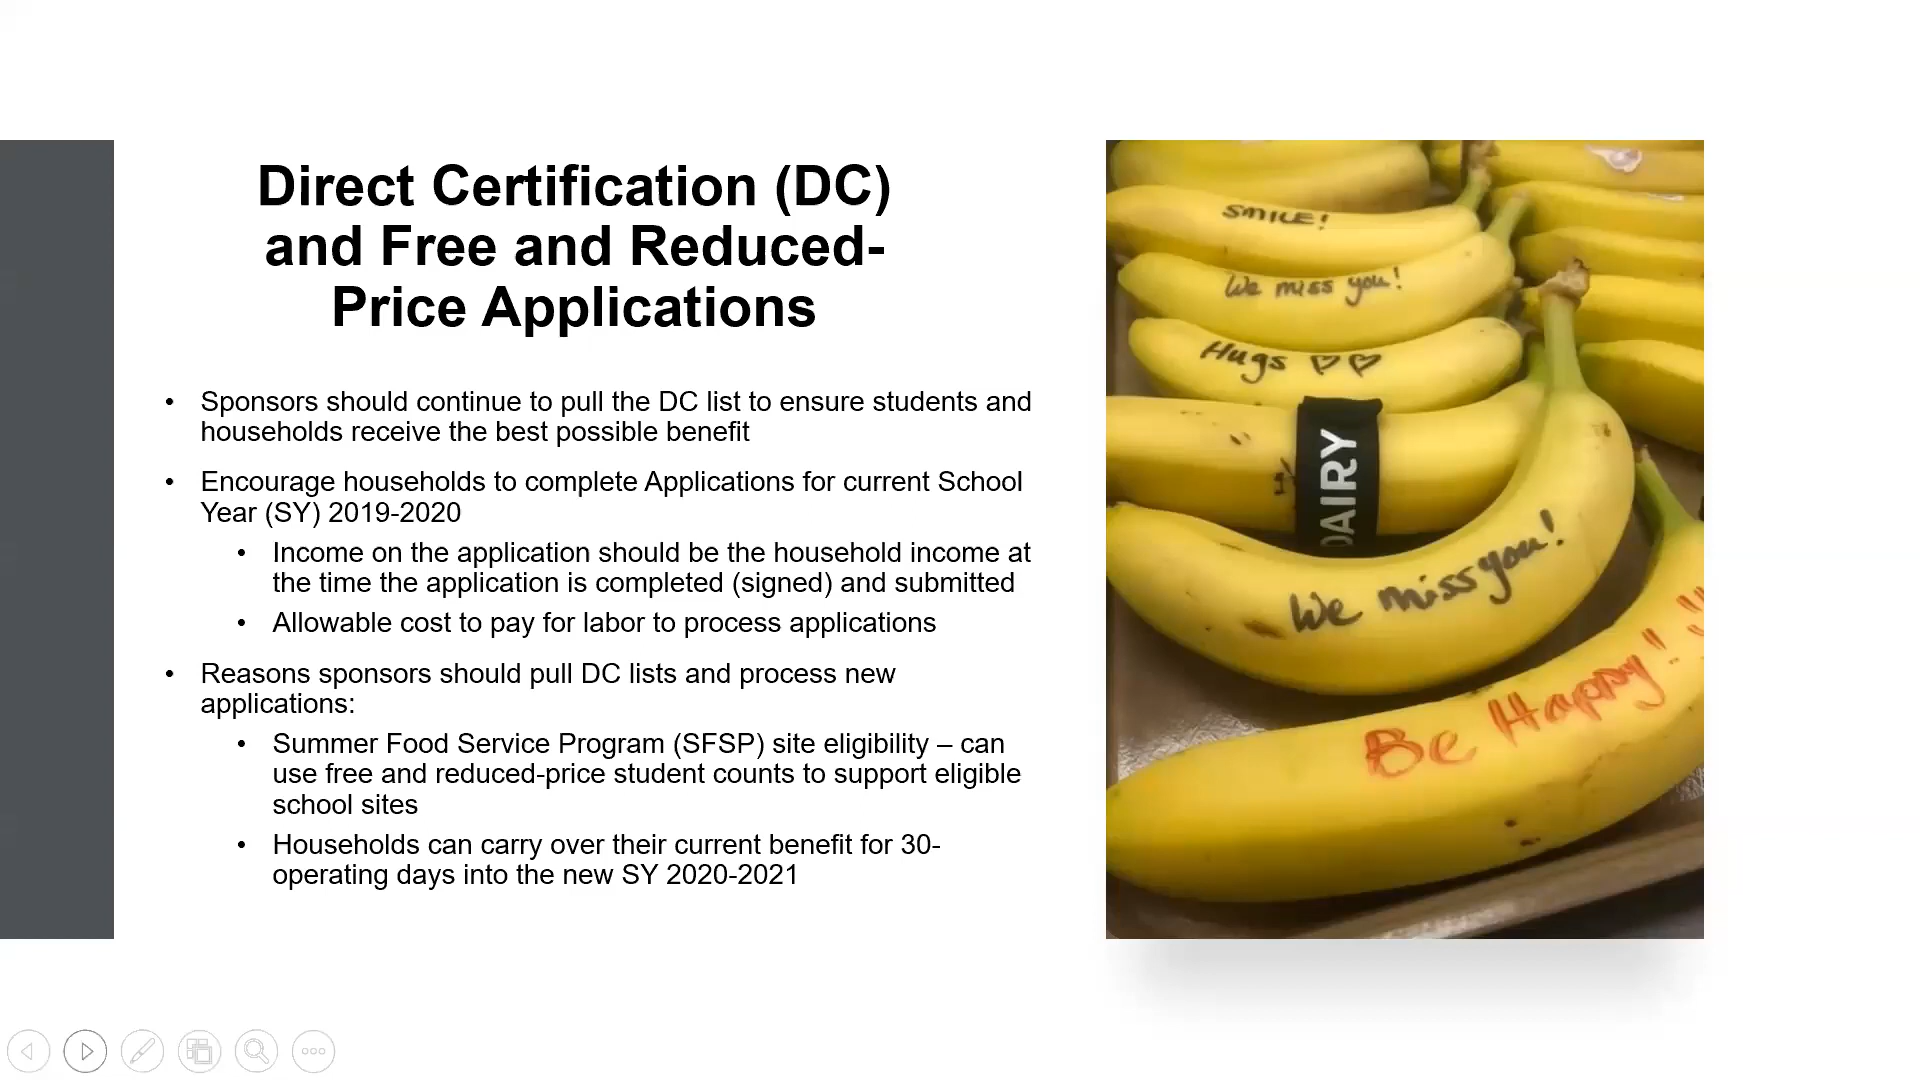 Direct Certification (DC)
and Free and Reduced-
Price Applications
• Sponsors should continue to pull the DC list to ensure students and
households receive the best possible benefit
• Encourage households to complete Applications for current School
Year (SY) 2019-2020
• Income on the application should be the household income at
the time the application is completed (signed) and submitted
• Allowable cost to pay for labor to process applications
• Reasons sponsors should pull DC lists and process new
applications:
• Summer Food Service Program (SFSP) site eligibility – can
use free and reduced-price student counts to support eligible
school sites
• Households can carry over their current benefit for 30-
operating days into the new SY 2020-2021
SMILE!
We miss you!
Hugs ♡♡
DAIRY
We miss you!
Be Happy!